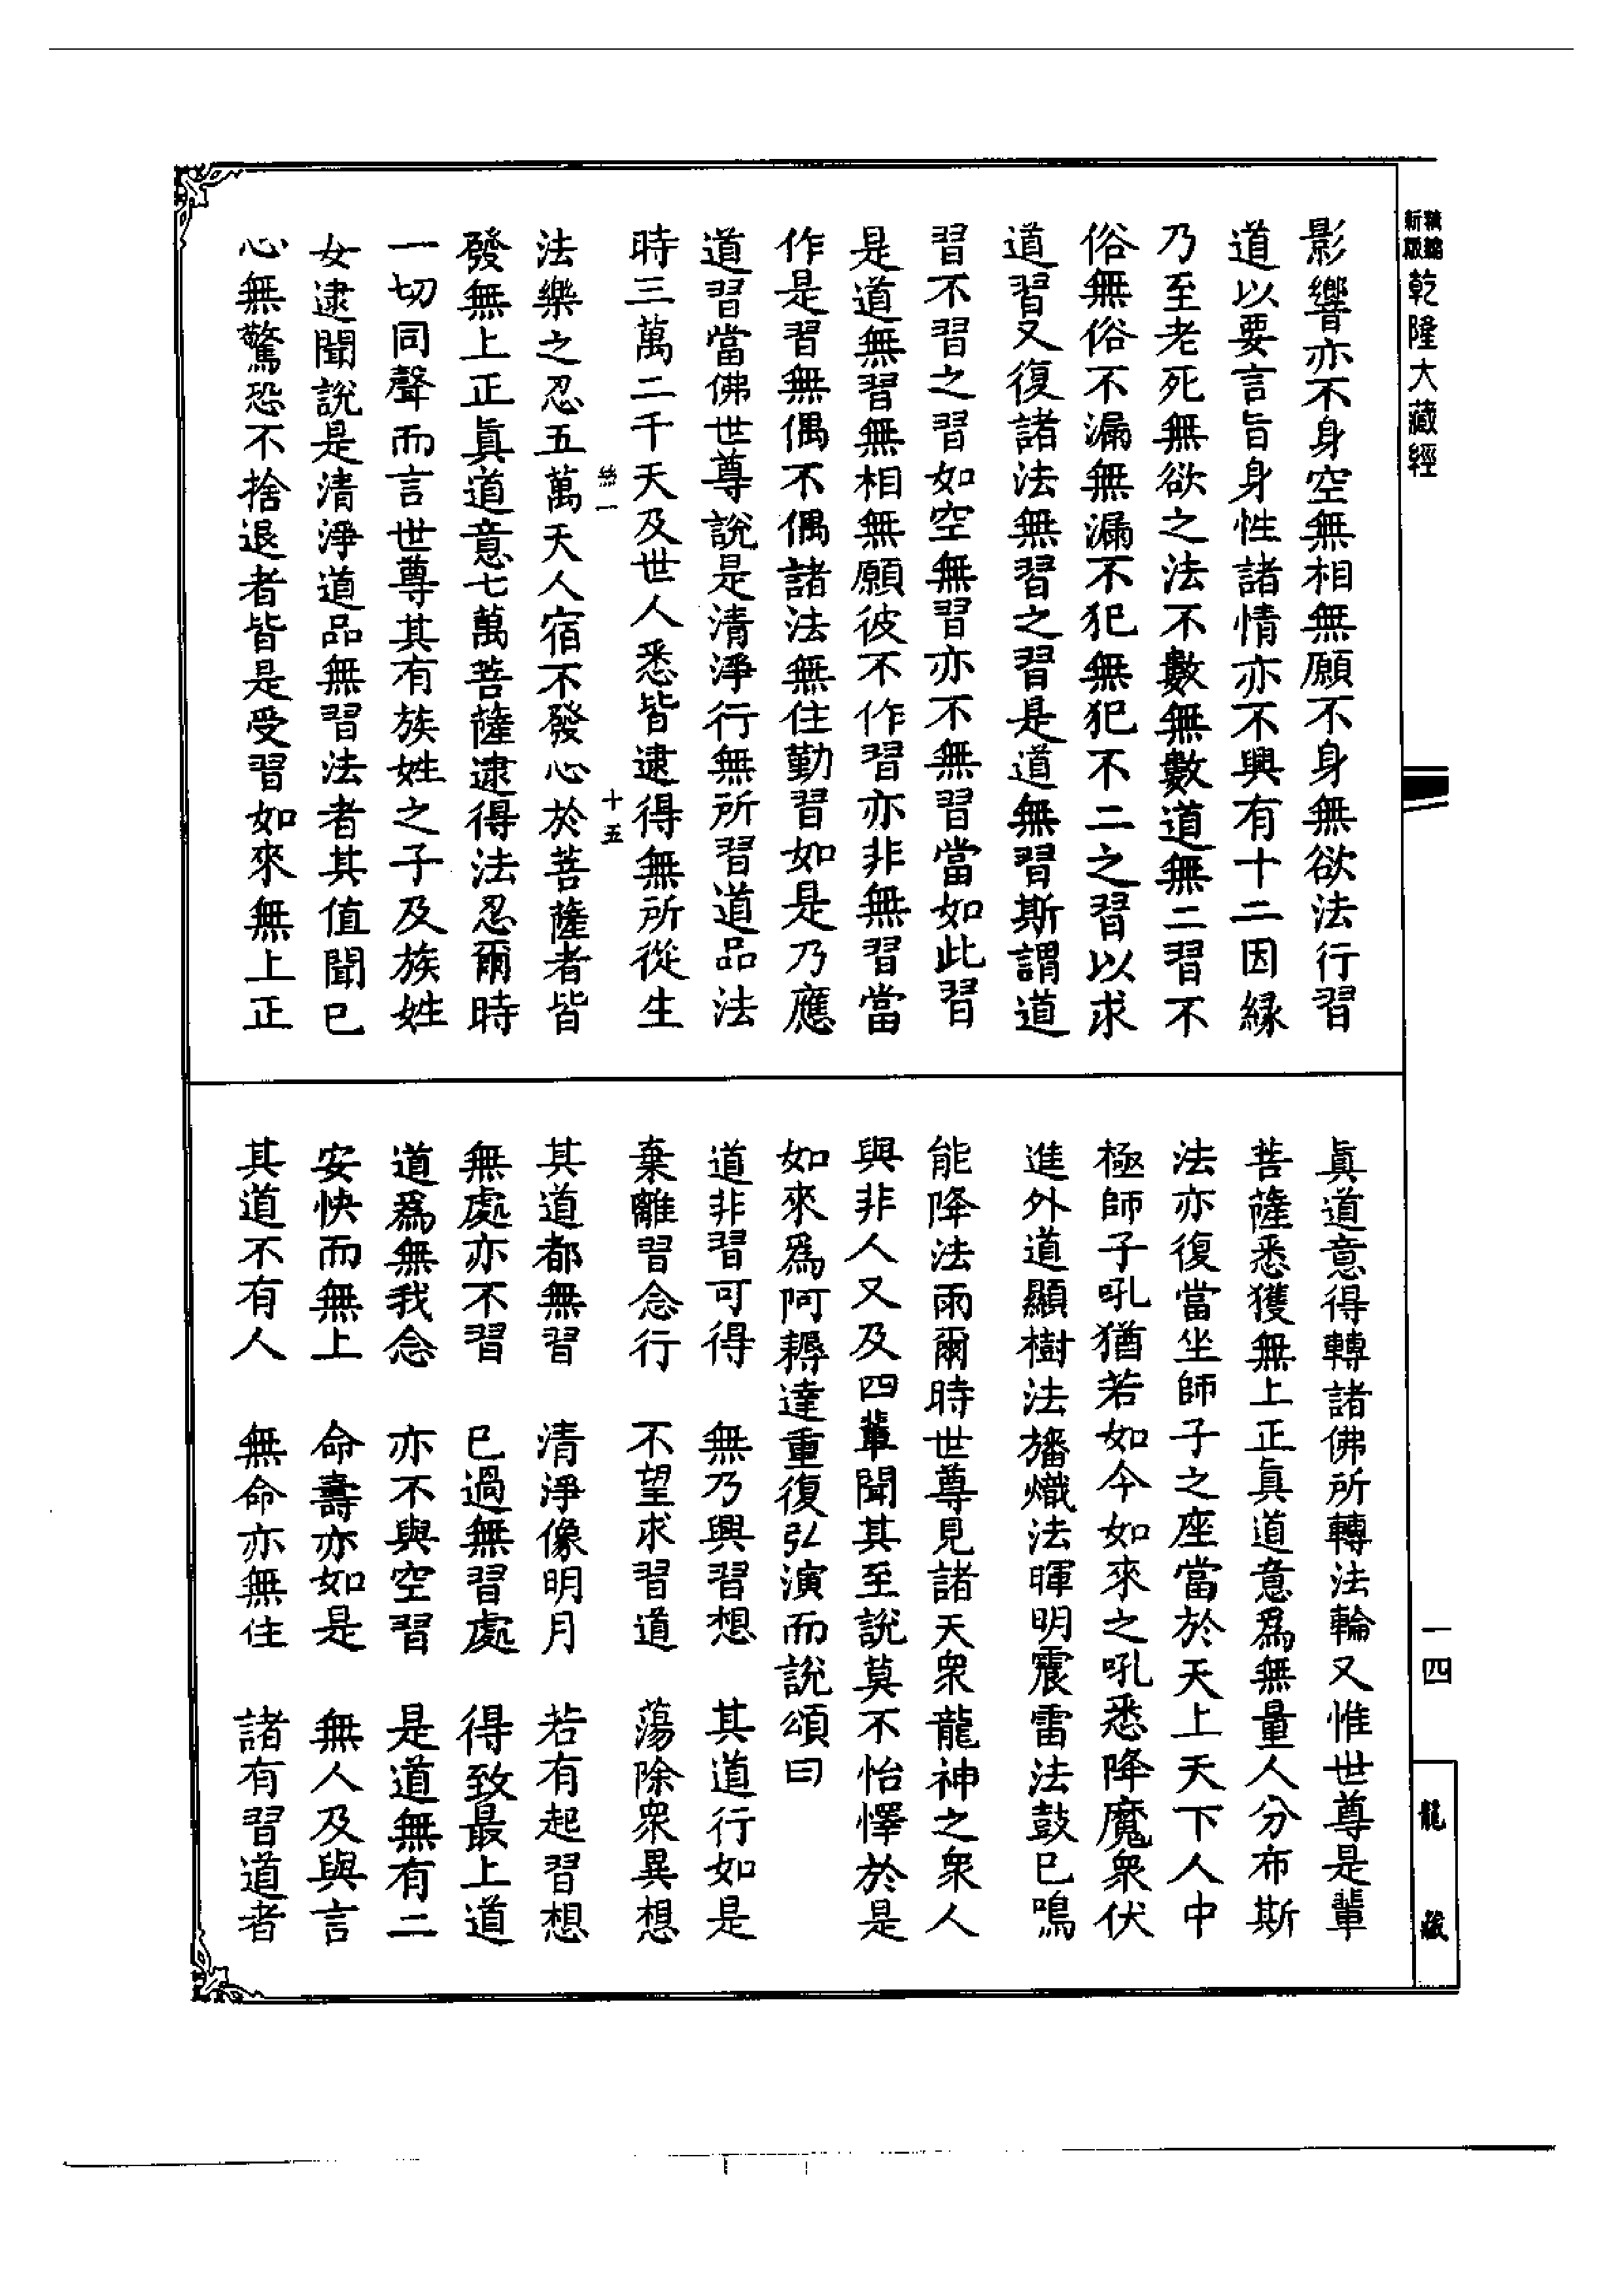 精縮
新版
乾隆大藏經
影響亦不身空無相無願不身無欲法行習
道以要言旨身性諸情亦不興有十二因緣
乃至老死無欲之法不數無數道無二習不
俗無俗不漏無漏不犯無犯不二之習以求
道習又復諸法無習之習是道無習斯謂道
習不習之習如空無習亦不無習當如此習
是道無習無相無願彼不作習亦非無習當
作是習無偶不偶諸法無住勤習如是乃應
道習當佛世尊說是清淨行無所習道品法
時三萬二千天及世人悉皆逮得無所從生
絲一
十五
法樂之忍五萬天人宿不發心於菩薩者皆
發無上正眞道意七萬菩薩逮得法忍爾時
一切同聲而言世尊其有族姓之子及族姓
女逮聞說是清淨道品無習法者其值聞已
心無驚恐不捨退者皆是受習如來無上正
眞道意得轉諸佛所轉法輪又惟世尊是輩
菩薩悉獲無上正眞道意爲無量人分布斯
法亦復當坐師子之座當於天上天下人中
極師子吼猶若如今如來之吼悉降魔衆伏
進外道顯樹法旛熾法暉明震雷法鼓已鳴
能降法雨爾時世尊見諸天衆龍神之衆人
與非人又及四輩聞其至說莫不怡懌於是
如來爲阿耨達重復弘演而說頌曰
道非習可得　無乃興習想　其道行如是
棄離習念行　不望求習道　蕩除衆異想
其道都無習　清淨像明月　若有起習想
無處亦不習　已過無習處　得致最上道
道爲無我念　亦不與空習　是道無有二
安快而無上　命壽亦如是　無人及與言
其道不有人　無命亦無住　諸有習道者
一四
龍藏